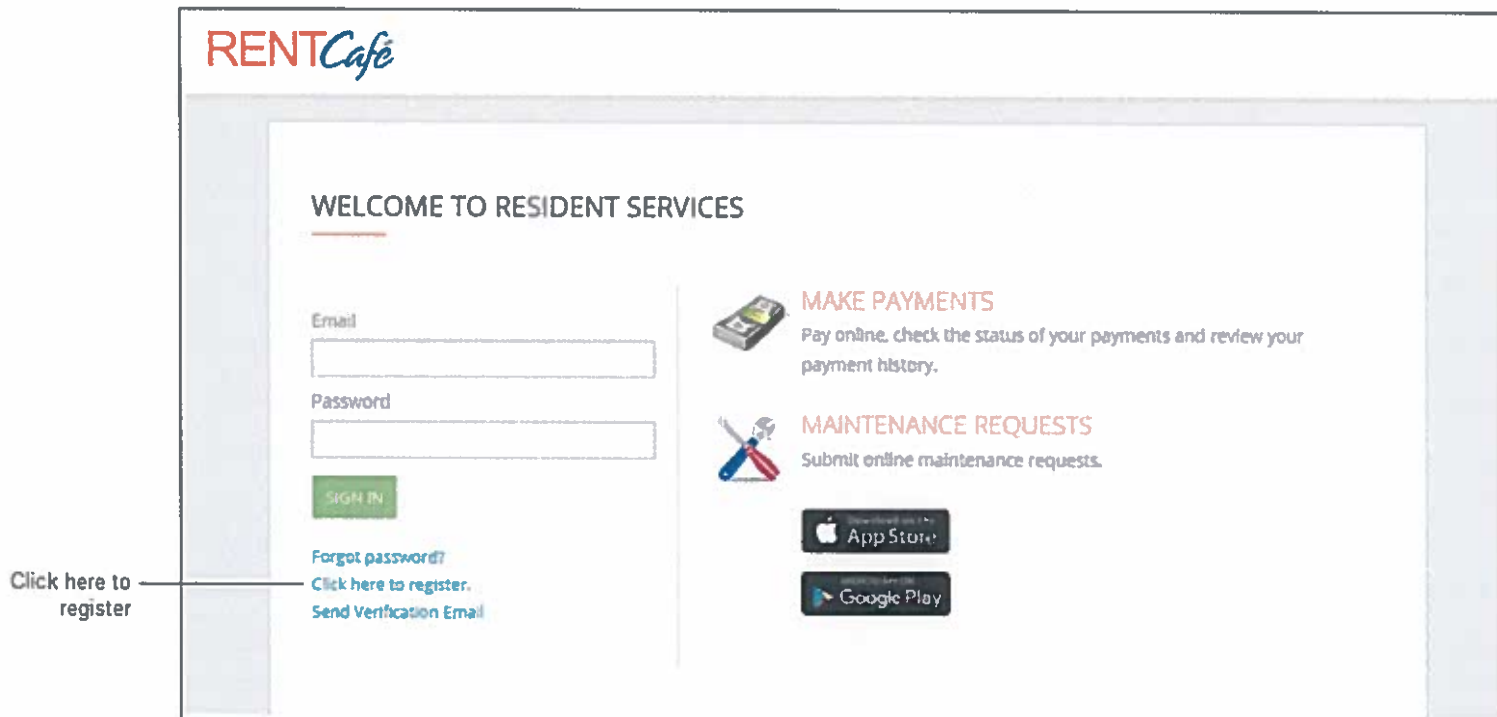 RENTCafé
WELCOME TO RESIDENT SERVICES
Email
Password
SIGN IN
Forgot password?
Click here to register.
Send Verification Email
MAKE PAYMENTS
Pay online, check the status of your payments and review your
payment history.
MAINTENANCE REQUESTS
Submit online maintenance requests.
App Store
Google Play
Click here to
register